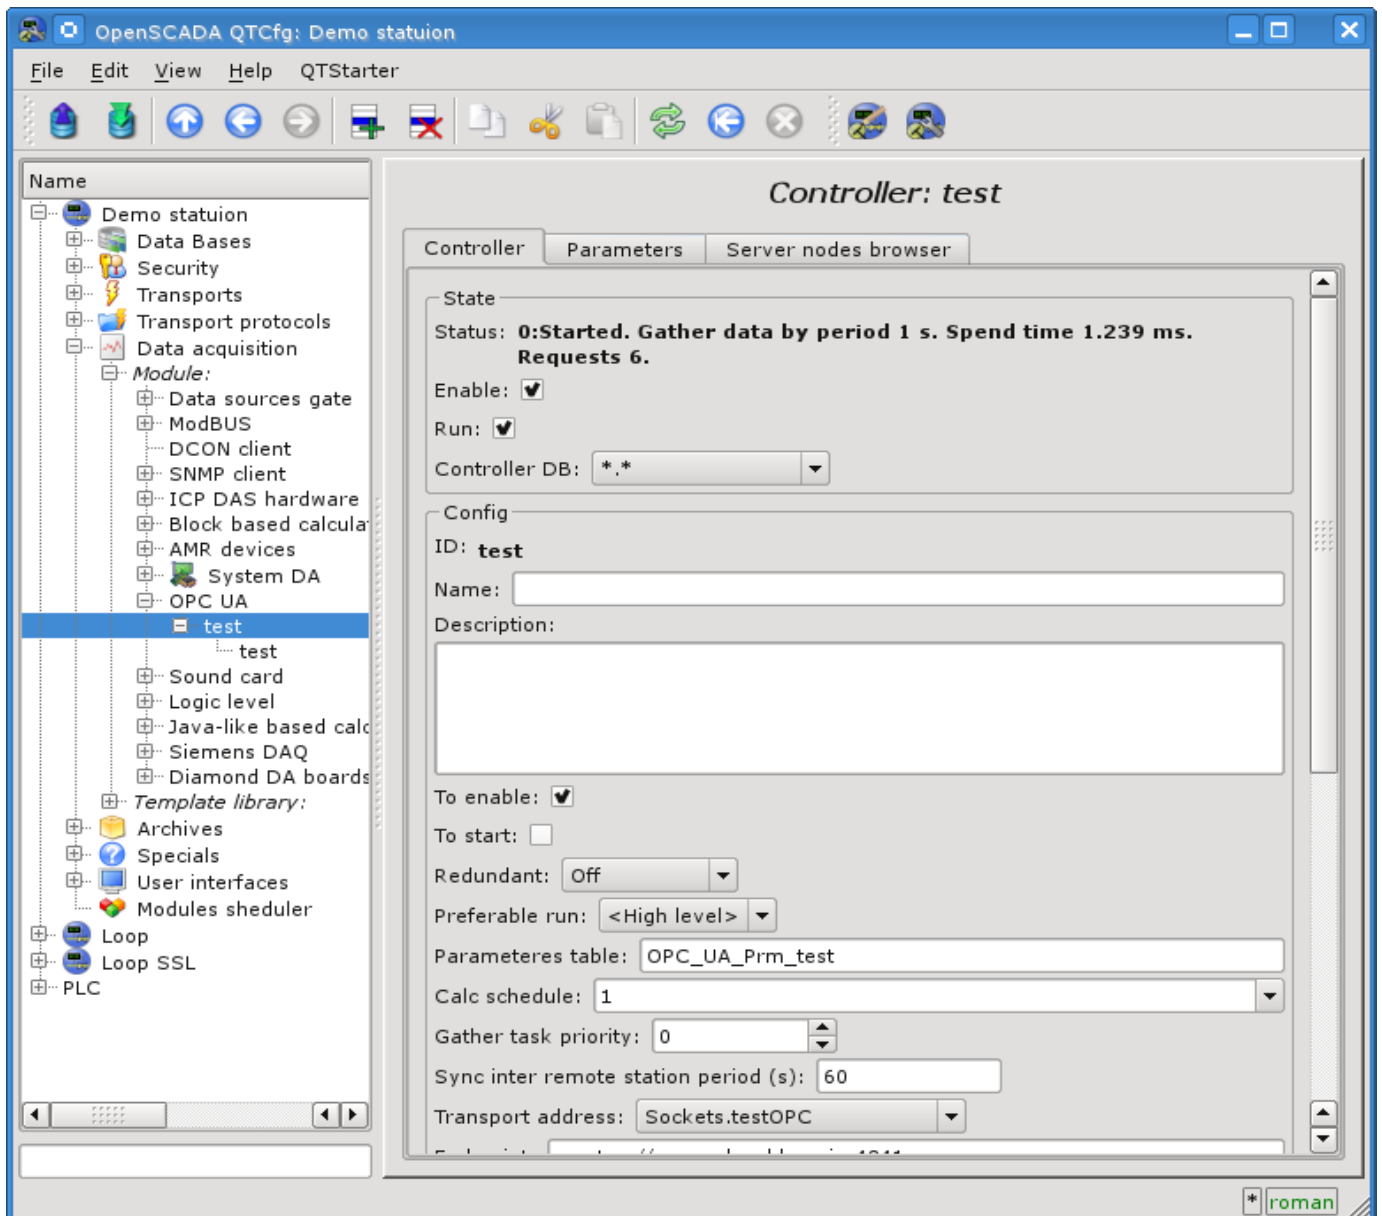 OpenSCADA QTCfg: Demo statuion
File Edit View Help QTStarter
Name
Demo statuion
Data Bases
Security
Transports
Transport protocols
Data acquisition
Module:
Data sources gate
ModBUS
DCON client
SNMP client
ICP DAS hardware
Block based calcula
AMR devices
System DA
OPC UA
test
test
Sound card
Logic level
Java-like based calc
Siemens DAQ
Diamond DA boards
Template library:
Archives
Specials
User interfaces
Modules sheduler
Loop
Loop SSL
PLC
Controller: test
Controller Parameters Server nodes browser
State
Status: 0:Started. Gather data by period 1 s. Spend time 1.239 ms.
Requests 6.
Enable:
Run:
Controller DB: *.*
Config
ID: test
Name:
Description:
To enable:
To start:
Redundant: Off
Preferable run: <High level>
Parameteres table: OPC_UA_Prm_test
Calc schedule: 1
Gather task priority: 0
Sync inter remote station period (s): 60
Transport address: Sockets.testOPC
* roman